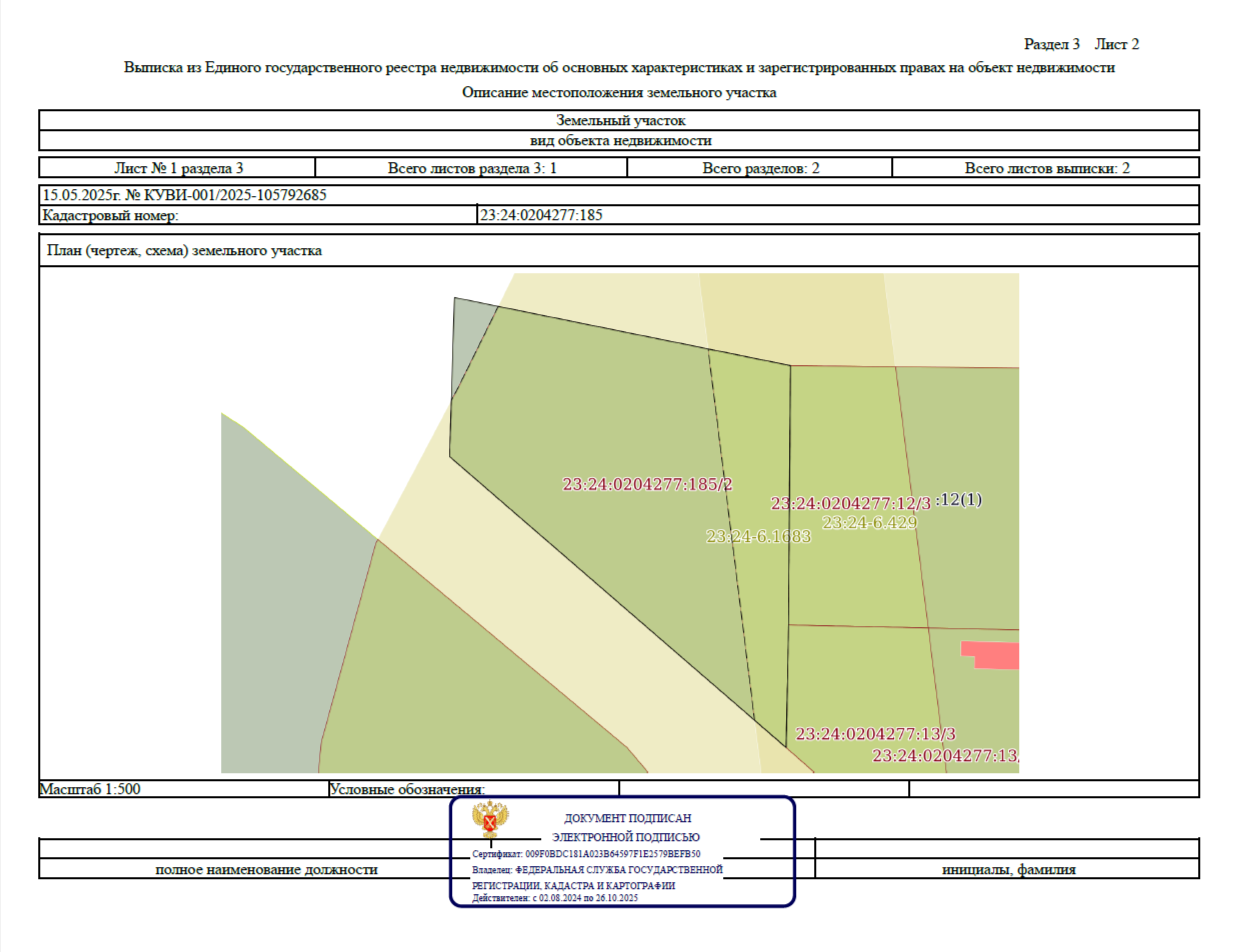 Раздел 3 Лист 2
Выписка из Единого государственного реестра недвижимости об основных характеристиках и зарегистрированных правах на объект недвижимости
Описание местоположения земельного участка
Земельный участок
вид объекта недвижимости
Лист № 1 раздела 3 Всего листов раздела 3: 1 Всего разделов: 2 Всего листов выписки: 2
15.05.2025г. № КУВИ-001/2025-105792685
Кадастровый номер: 23:24:0204277:185
План (чертеж, схема) земельного участка
23:24:0204277:185/2
23:24:0204277:12/3 :12(1)
23:24-6.429
23:24-6.1683
23:24:0204277:13/3
23:24:0204277:13
Масштаб 1:500 Условные обозначения:
ДОКУМЕНТ ПОДПИСАН
ЭЛЕКТРОННОЙ ПОДПИСЬЮ
Сертификат: 009F0BDC181A023B64597F1E2579BEFB50
Владелец: ФЕДЕРАЛЬНАЯ СЛУЖБА ГОСУДАРСТВЕННОЙ
РЕГИСТРАЦИИ, КАДАСТРА И КАРТОГРАФИИ
Действителен: с 02.08.2024 по 26.10.2025
полное наименование должности инициалы, фамилия